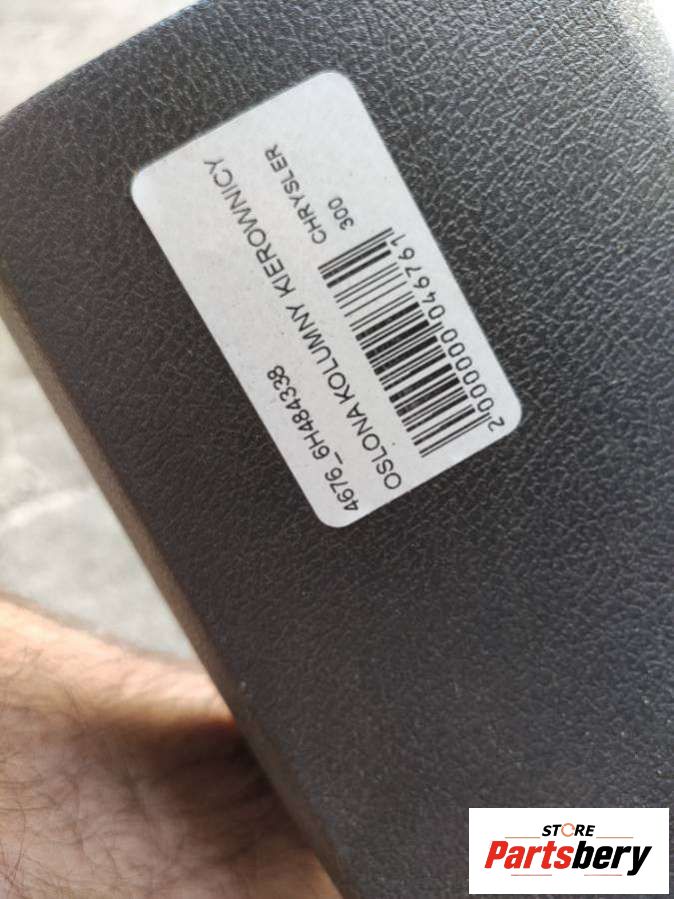 4676_6H484338
OSLONA KOLUMNY KIEROWNICY
CHRYSLER
300
2000000046761
STORE
Partsbery